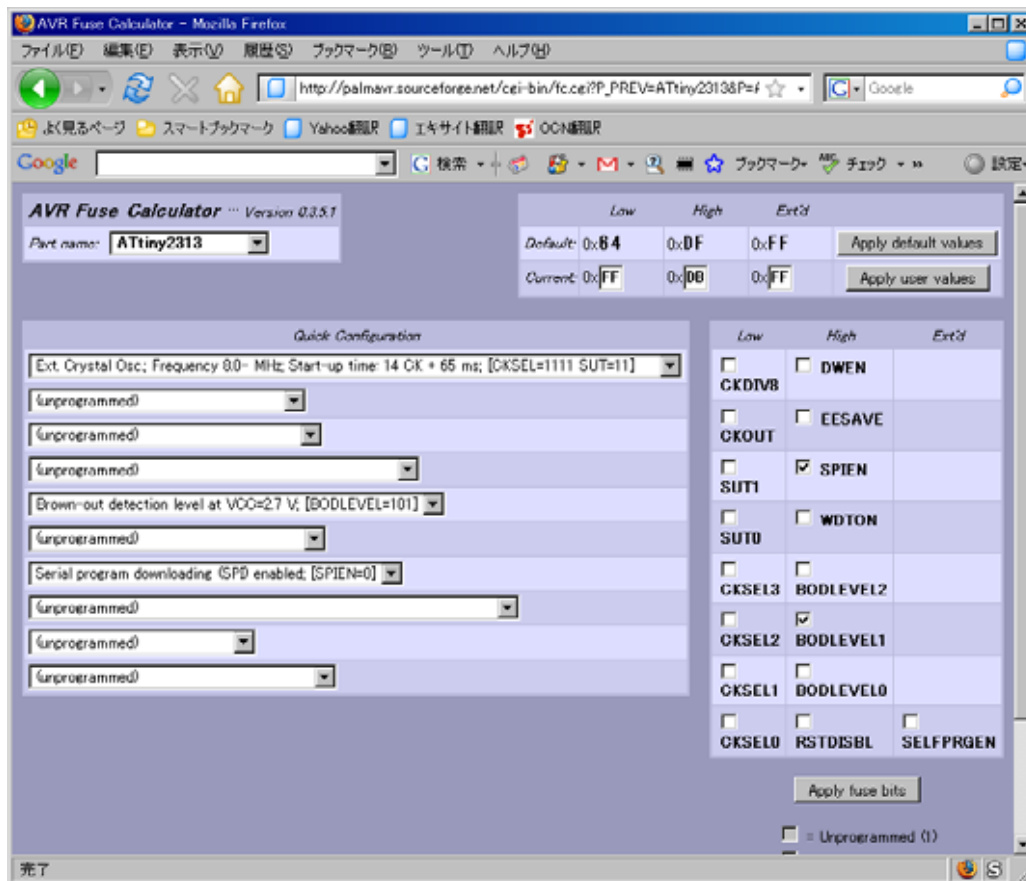 AVR Fuse Calculator - Mozilla Firefox
ファイル(F) 編集(E) 表示(V) 履歴(S) ブックマーク(B) ツール(T) ヘルプ(H)
http://palmavr.sourceforge.net/cgi-bin/fc.cgi?P_PREV=ATtiny2313&P= G Google
よく見るページ スマートブックマーク Yahoo翻訳 エキサイト翻訳 OCN翻訳
Google G 検索 ブックマーク チェック » 設定
AVR Fuse Calculator ··· Version 0.3.5.1
Part name: ATtiny2313
Low High Ext'd
Default: 0x64 0xDF 0xFF Apply default values
Current: 0xFF 0xDB 0xFF Apply user values
Quick Configuration
Ext. Crystal Osc.; Frequency 8.0- MHz; Start-up time: 14 CK + 65 ms; [CKSEL=1111 SUT=11]
(unprogrammed)
(unprogrammed)
(unprogrammed)
Brown-out detection level at VCC=2.7 V; [BODLEVEL=101]
(unprogrammed)
Serial program downloading (SPI) enabled; [SPIEN=0]
(unprogrammed)
(unprogrammed)
(unprogrammed)
Low High Ext'd
CKDIV8 DWEN
CKOUT EESAVE
SUT1 SPIEN
SUT0 WDTON
CKSEL3 BODLEVEL2
CKSEL2 BODLEVEL1
CKSEL1 BODLEVEL0
CKSEL0 RSTDISBL SELFPRGEN
Apply fuse bits
= Unprogrammed (1)
完了